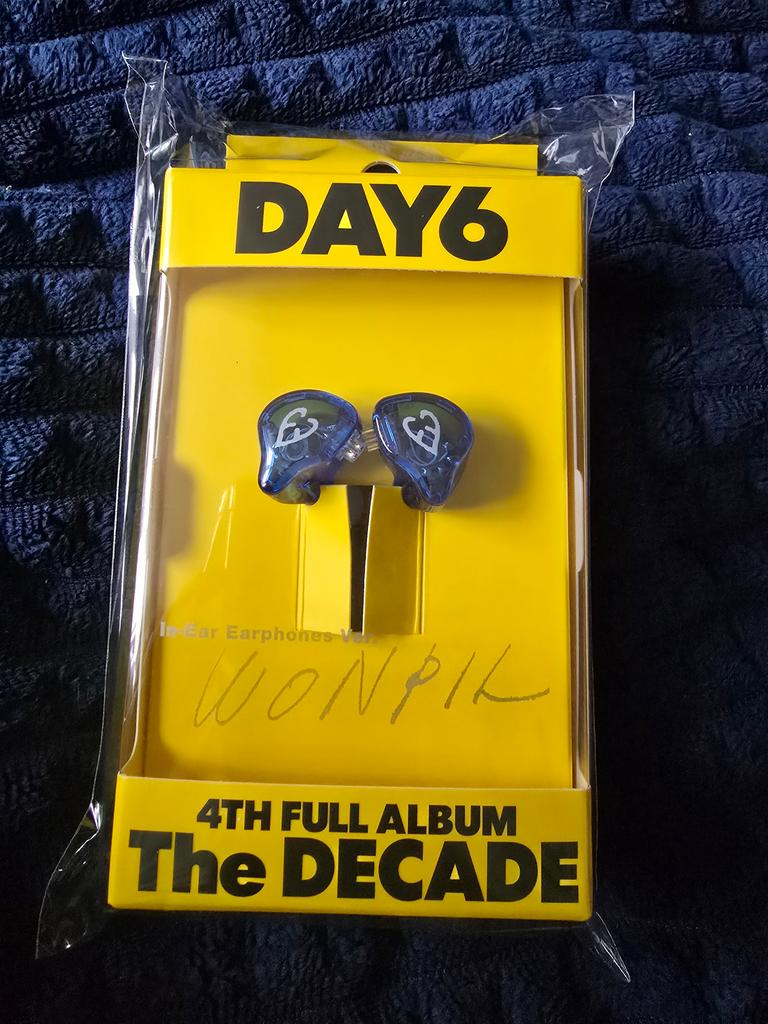 DAY6
In-Ear Earphones Ver.
WONPIL
4TH FULL ALBUM
The DECADE